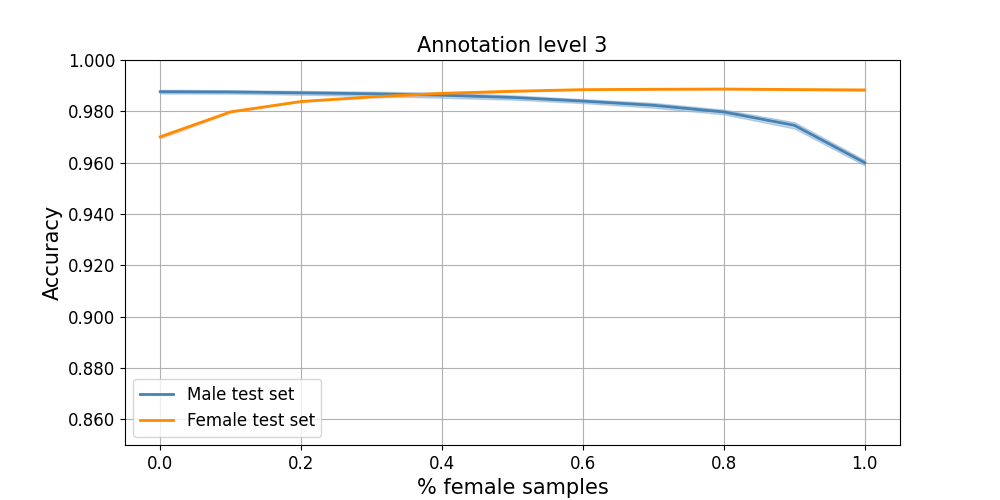 Annotation level 3
1.000
0.980
0.960
0.940
0.920
0.900
0.880
0.860
Accuracy
Male test set
Female test set
0.0 0.2 0.4 0.6 0.8 1.0
% female samples